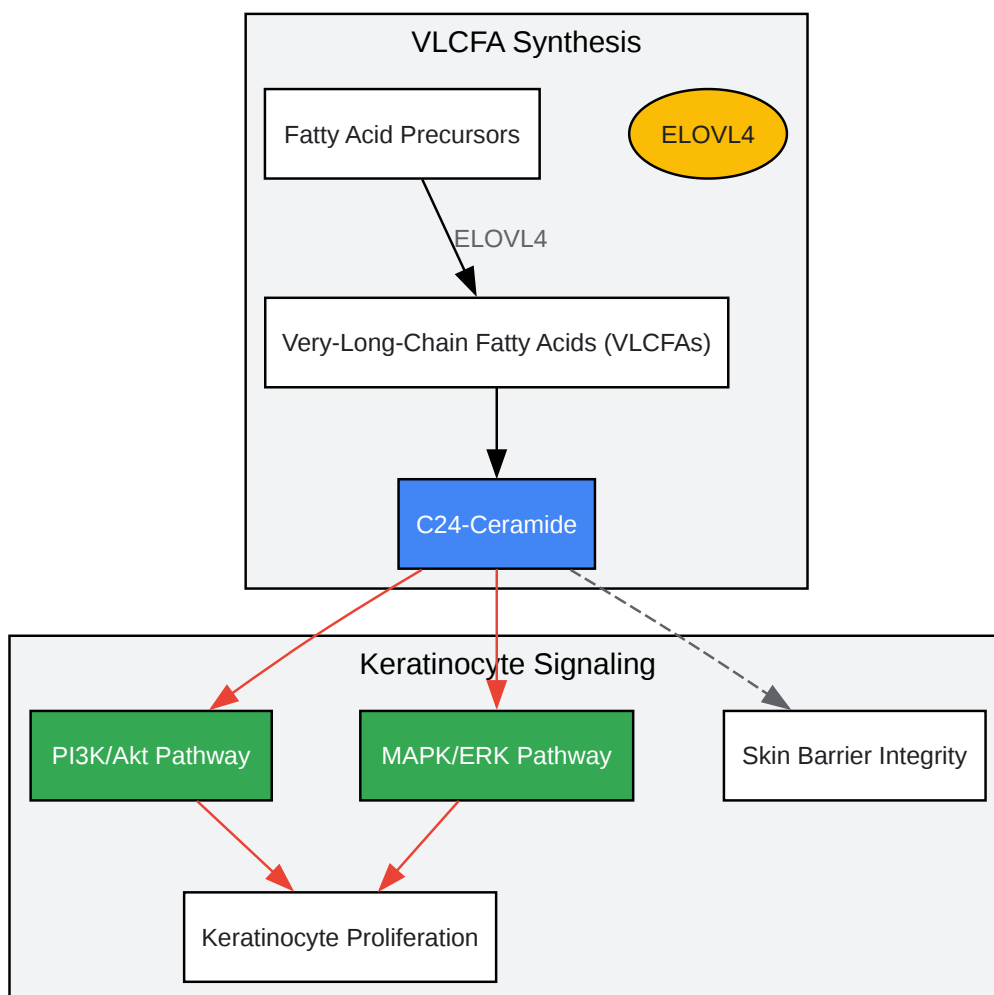 VLCFA Synthesis
Fatty Acid Precursors
ELOVL4
ELOVL4
Very-Long-Chain Fatty Acids (VLCFAs)
C24-Ceramide
Keratinocyte Signaling
PI3K/Akt Pathway
MAPK/ERK Pathway
Skin Barrier Integrity
Keratinocyte Proliferation